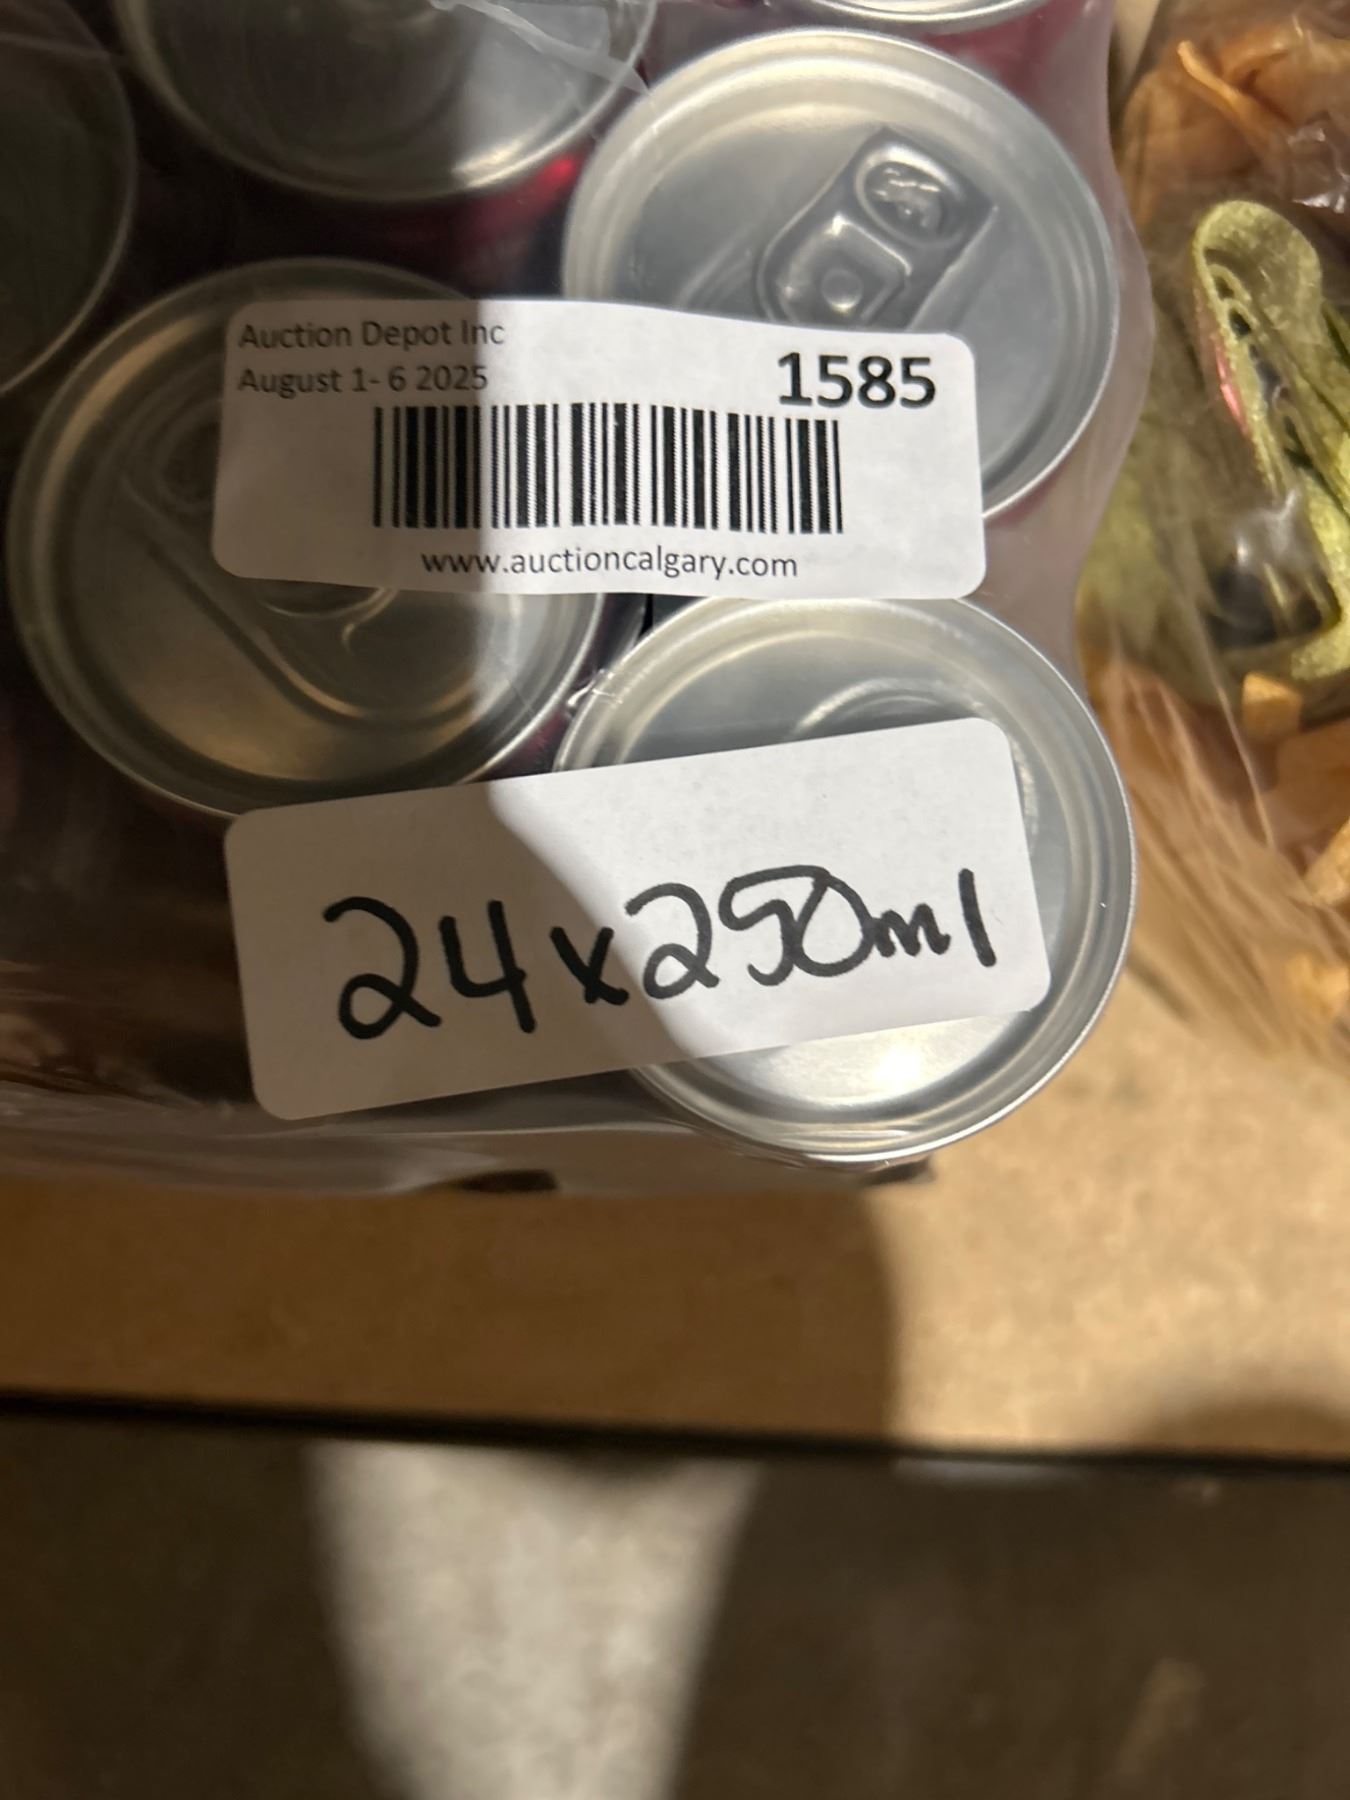 Auction Depot Inc
August 1- 6 2025
1585
www.auctioncalgary.com
24x250ml